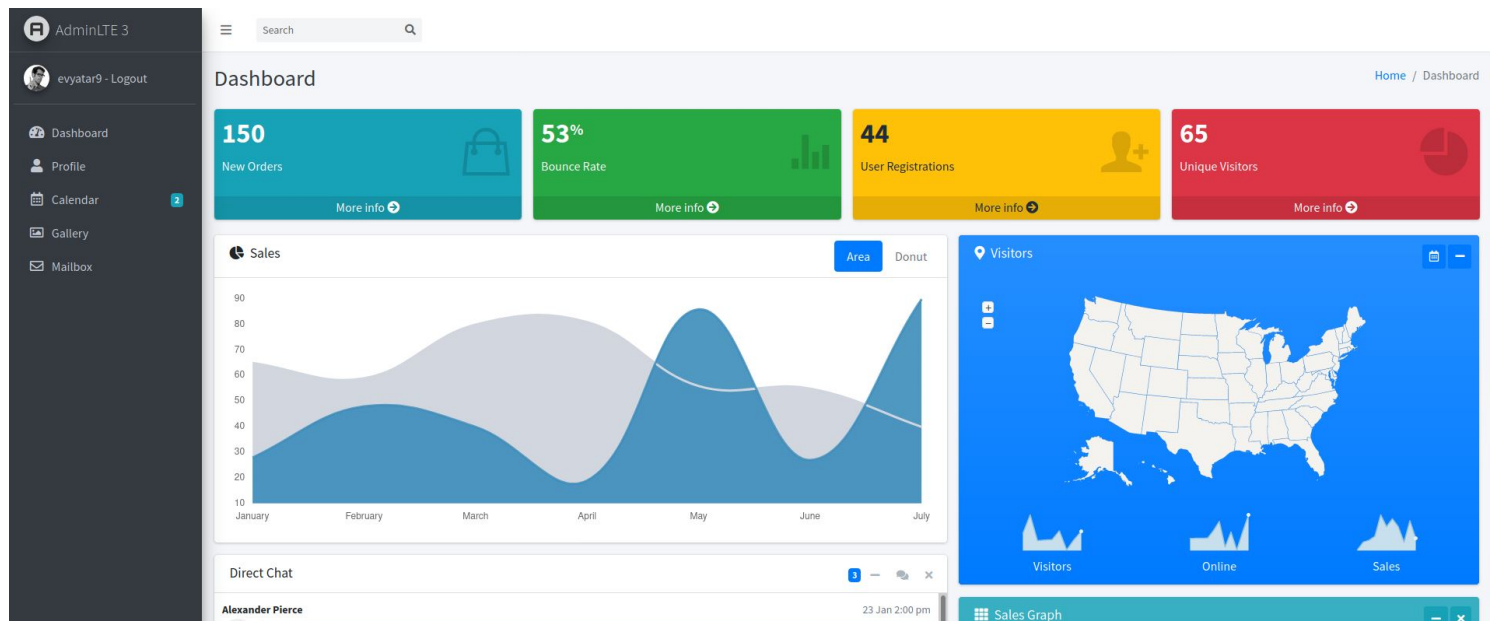 AdminLTE 3
Search
evyatar9 - Logout
Dashboard
Home / Dashboard
Dashboard
Profile
Calendar 2
Gallery
Mailbox
150
New Orders
More info
53%
Bounce Rate
More info
44
User Registrations
More info
65
Unique Visitors
More info
Sales
Area Donut
90
80
70
60
50
40
30
20
10
January February March April May June July
Visitors
+
−
Visitors Online Sales
Direct Chat
3
Alexander Pierce 23 Jan 2:00 pm
Sales Graph